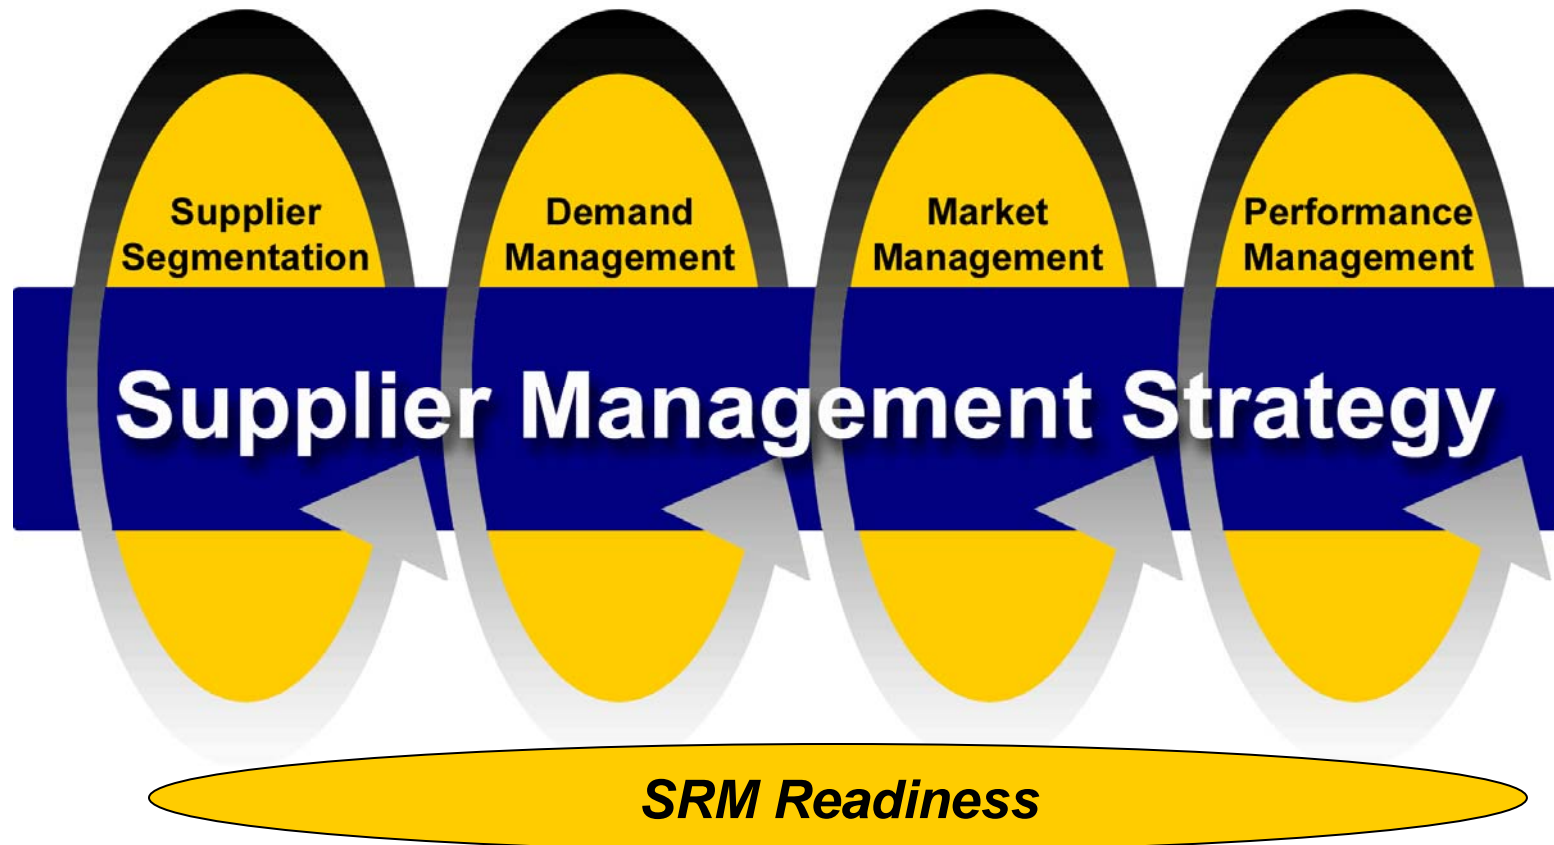 Supplier
Segmentation
Demand
Management
Market
Management
Performance
Management
Supplier Management Strategy
SRM Readiness